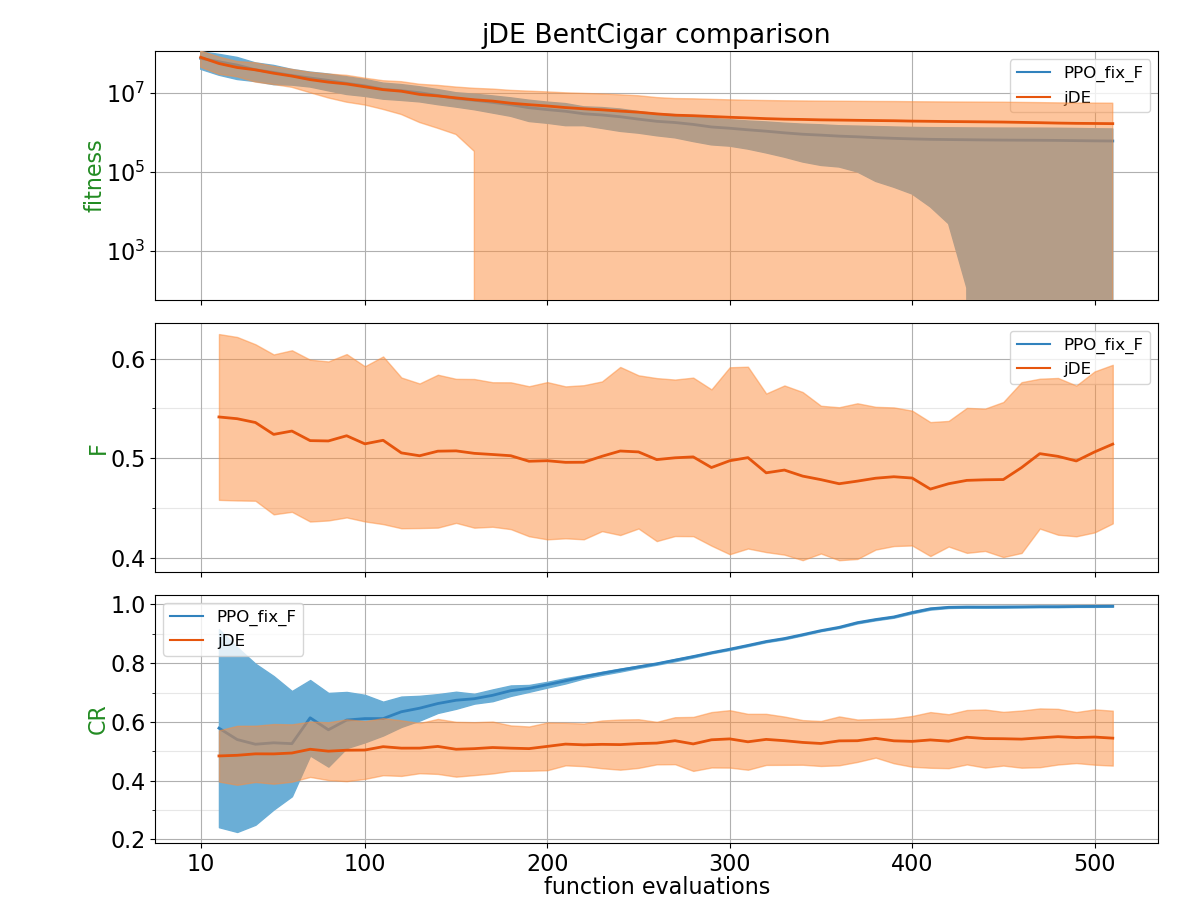 jDE BentCigar comparison
fitness
10^7
10^5
10^3
PPO_fix_F
jDE
F
0.6
0.5
0.4
PPO_fix_F
jDE
CR
1.0
0.8
0.6
0.4
0.2
PPO_fix_F
jDE
10 100 200 300 400 500
function evaluations